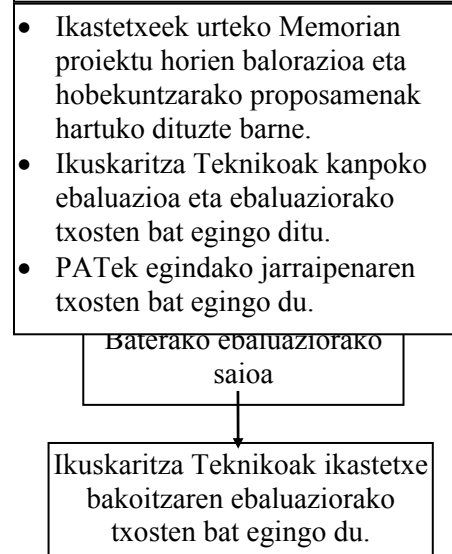 • Ikastetxeek urteko Memorian
proiektu horien balorazioa eta
hobekuntzarako proposamenak
hartuko dituzte barne.
• Ikuskaritza Teknikoak kanpoko
ebaluazioa eta ebaluaziorako
txosten bat egingo ditu.
• PATek egindako jarraipenaren
txosten bat egingo du.
Baterako ebaluaziorako
saioa
Ikuskaritza Teknikoak ikastetxe
bakoitzaren ebaluaziorako
txosten bat egingo du.